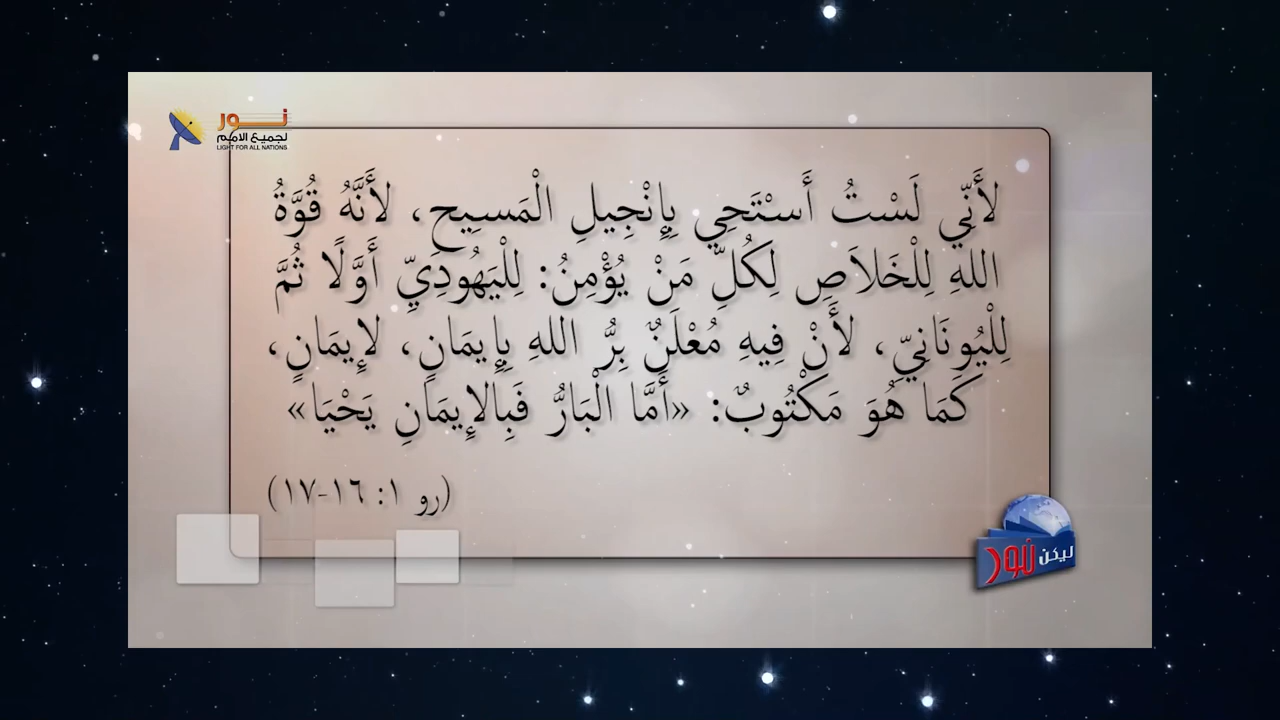 نور
لجميع الامم
LIGHT FOR ALL NATIONS
لأَنِّي لَسْتُ أَسْتَحِي بِإِنْجِيلِ الْمَسِيحِ، لأَنَّهُ قُوَّةُ
اللهِ لِلْخَلاَصِ لِكُلِّ مَنْ يُؤْمِنُ: لِلْيَهُودِيِّ أَوَّلًا ثُمَّ
لِلْيُونَانِيِّ، لأَنْ فِيهِ مُعْلَنٌ بِرُّ اللهِ بِإِيمَانٍ، لإِيمَانٍ،
كَمَا هُوَ مَكْتُوبٌ: «أَمَّا الْبَارُّ فَبِالإِيمَانِ يَحْيَا»
(رو ١: ١٦-١٧)
ليكن نور